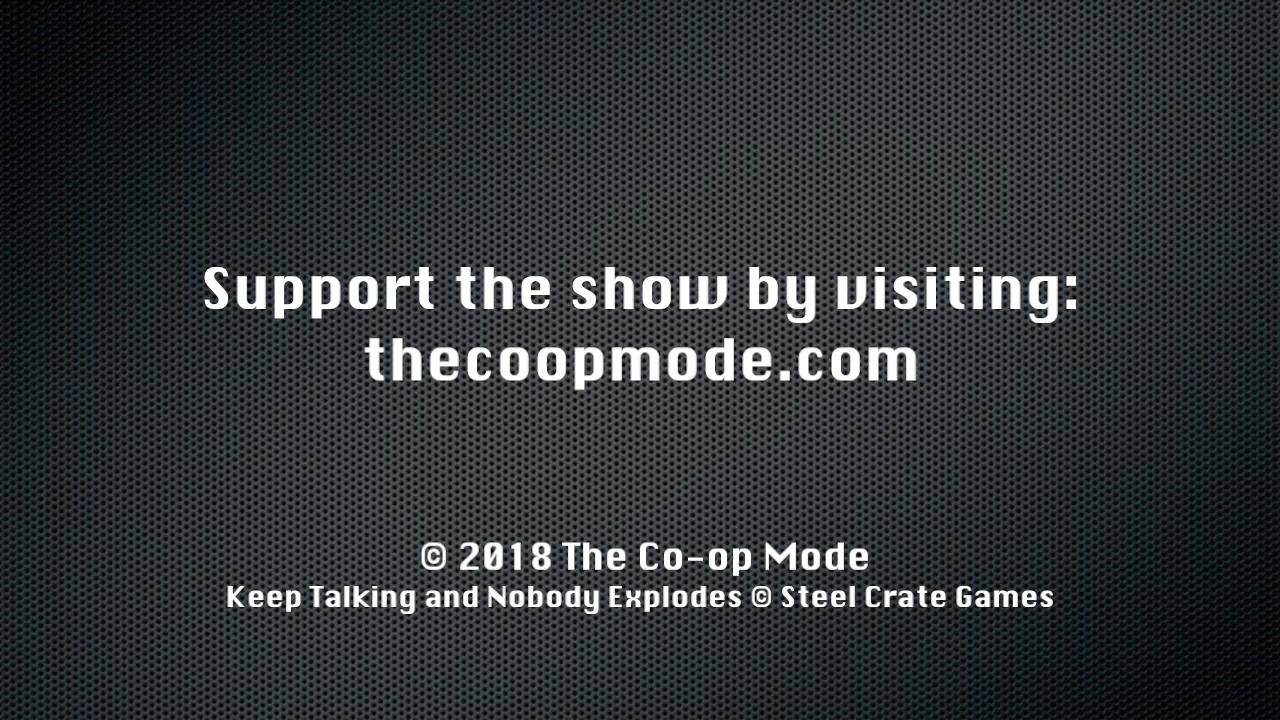 Support the show by visiting:
thecoopmode.com
© 2018 The Co-op Mode
Keep Talking and Nobody Explodes © Steel Crate Games